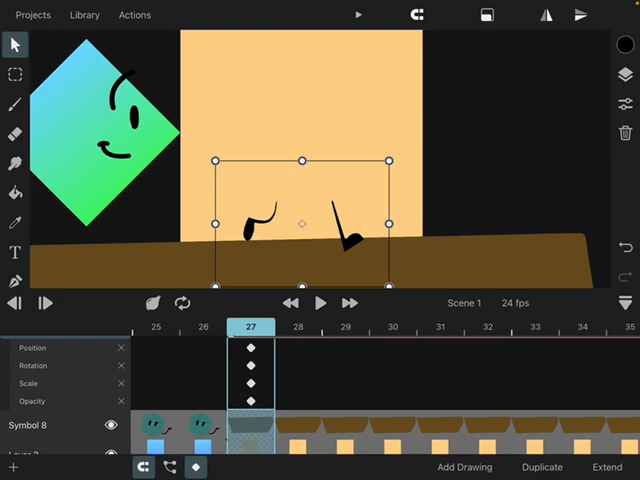 Projects Library Actions
T
Scene 1 24 fps
25 26 27 28 29 30 31 32 33 34 35
Position
Rotation
Scale
Opacity
Symbol 8
Add Drawing Duplicate Extend